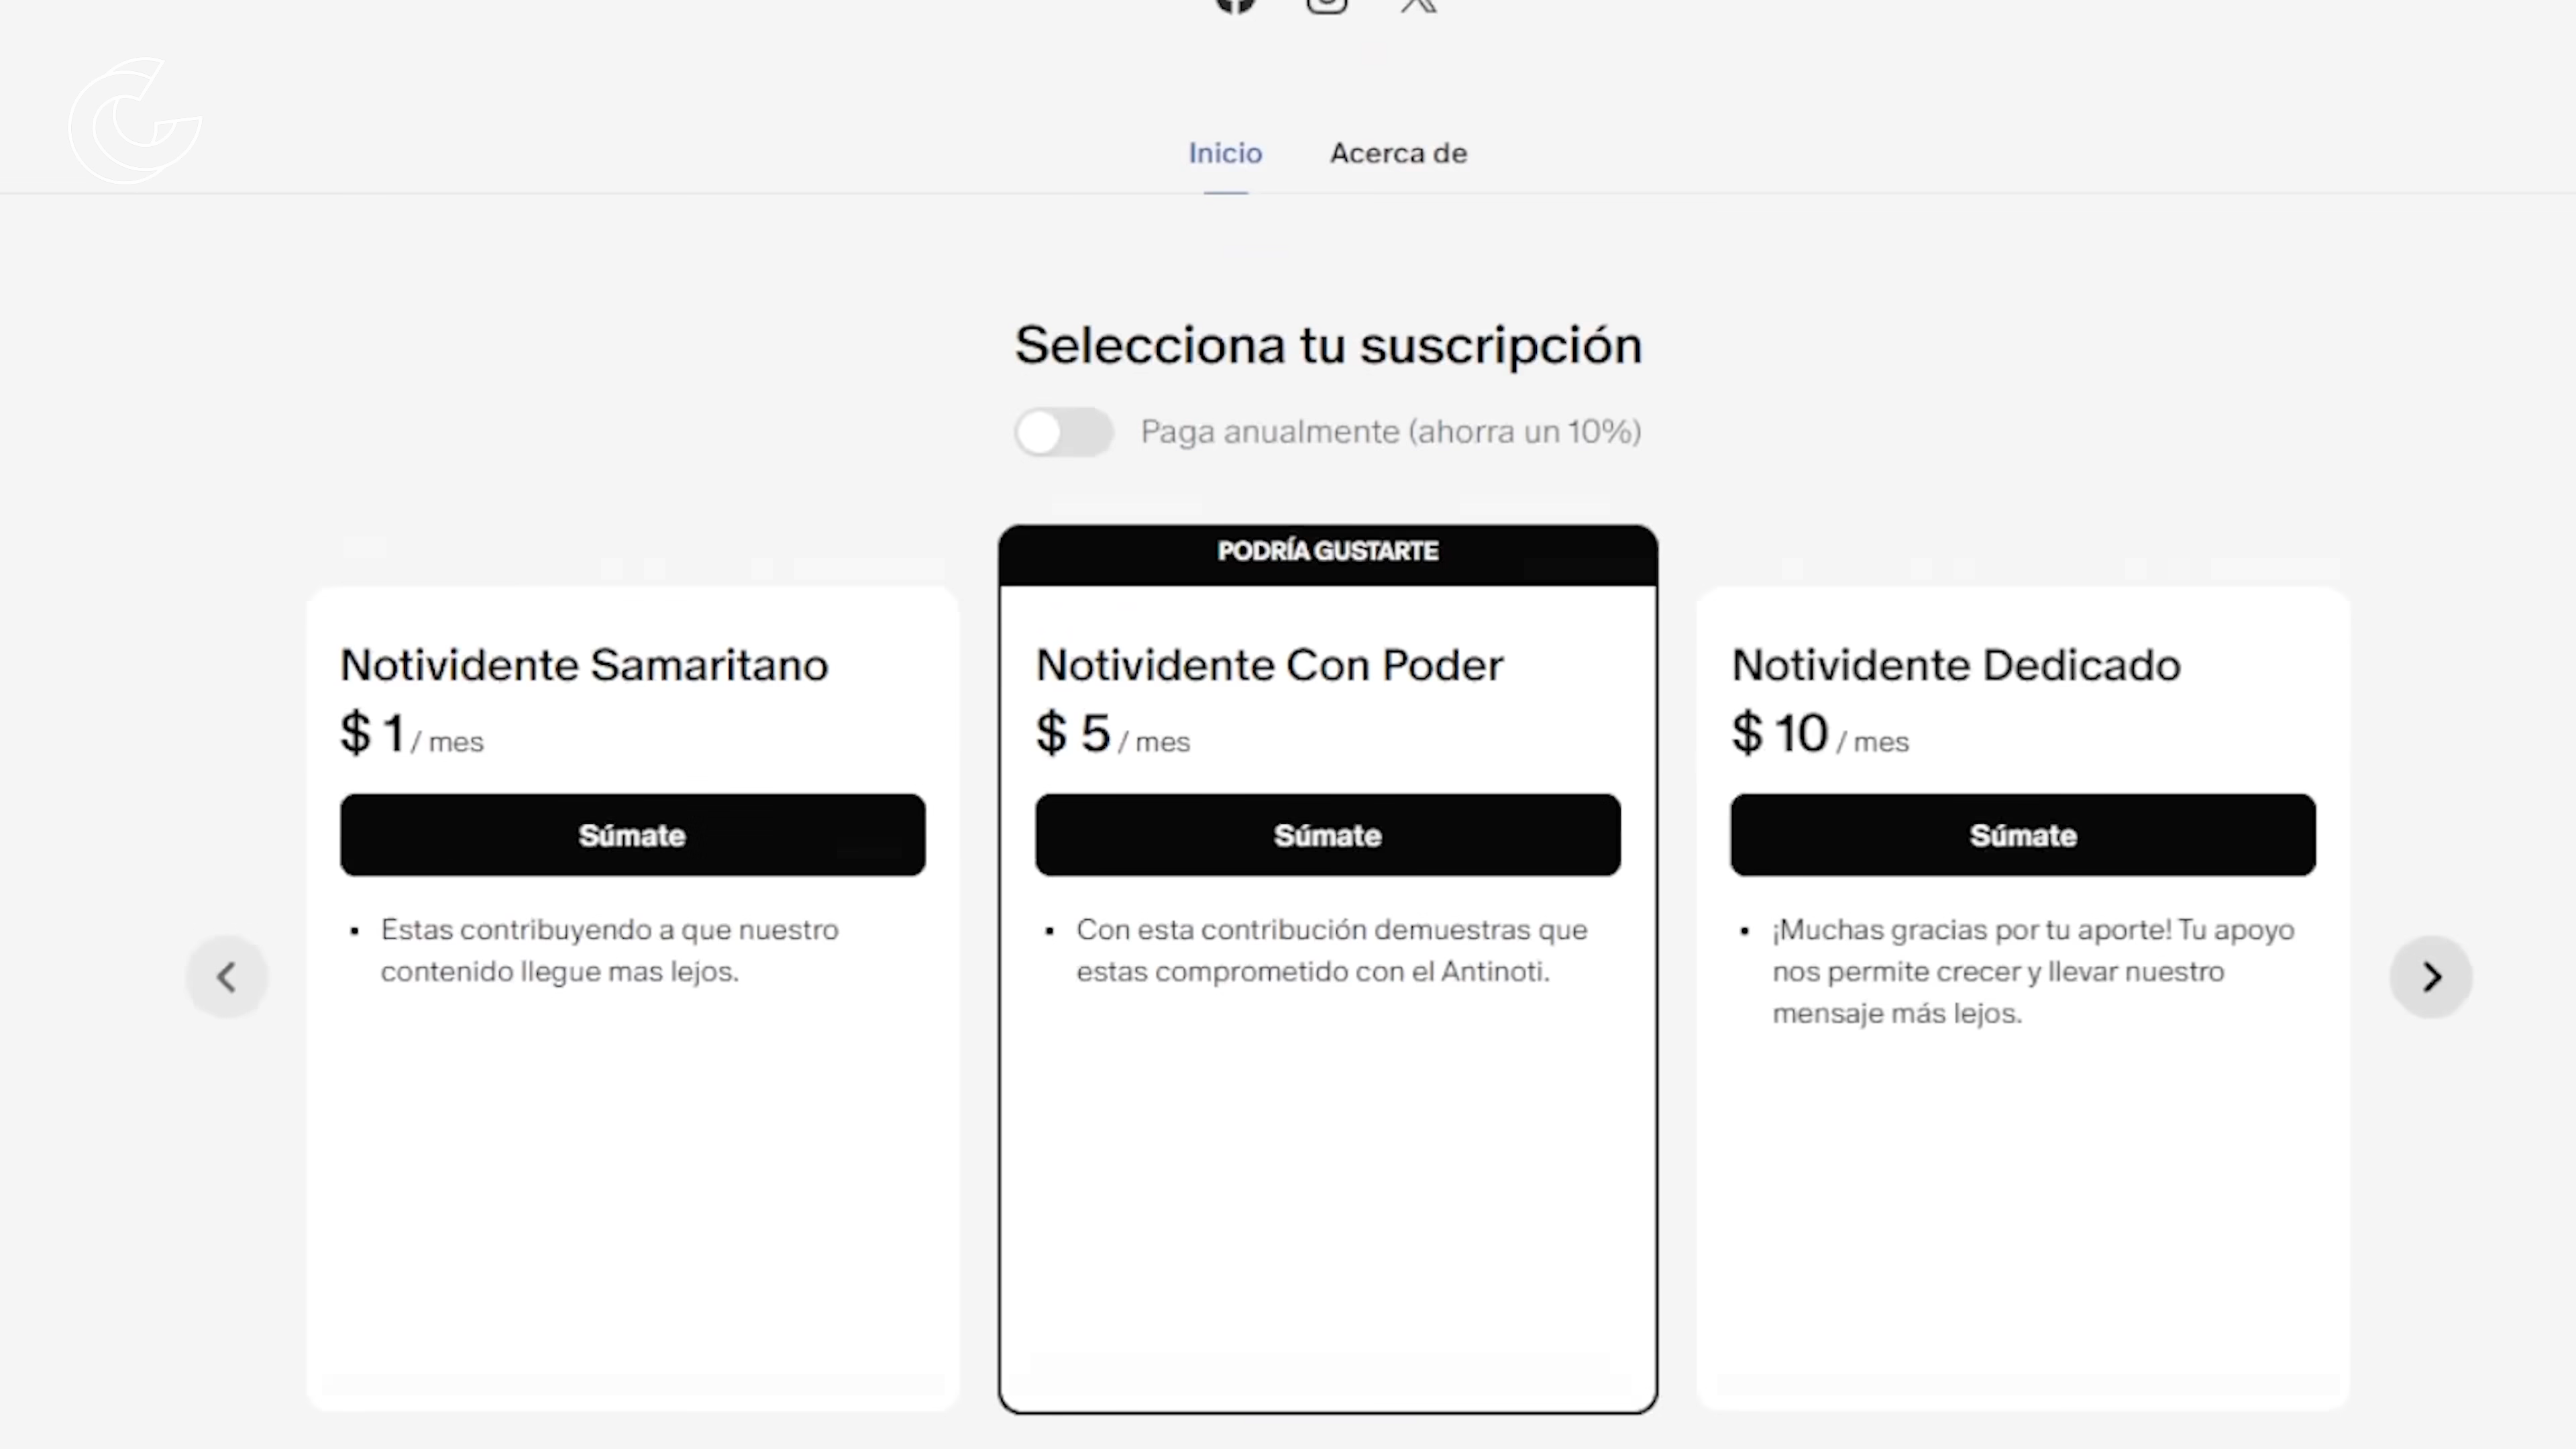 Inicio
Acerca de
Selecciona tu suscripción
Paga anualmente (ahorra un 10%)
Notividente Samaritano
$ 1 / mes
Súmate
Estas contribuyendo a que nuestro
contenido llegue mas lejos.
PODRÍA GUSTARTE
Notividente Con Poder
$ 5 / mes
Súmate
Con esta contribución demuestras que
estas comprometido con el Antinoti.
Notividente Dedicado
$ 10 / mes
Súmate
¡Muchas gracias por tu aporte! Tu apoyo
nos permite crecer y llevar nuestro
mensaje más lejos.